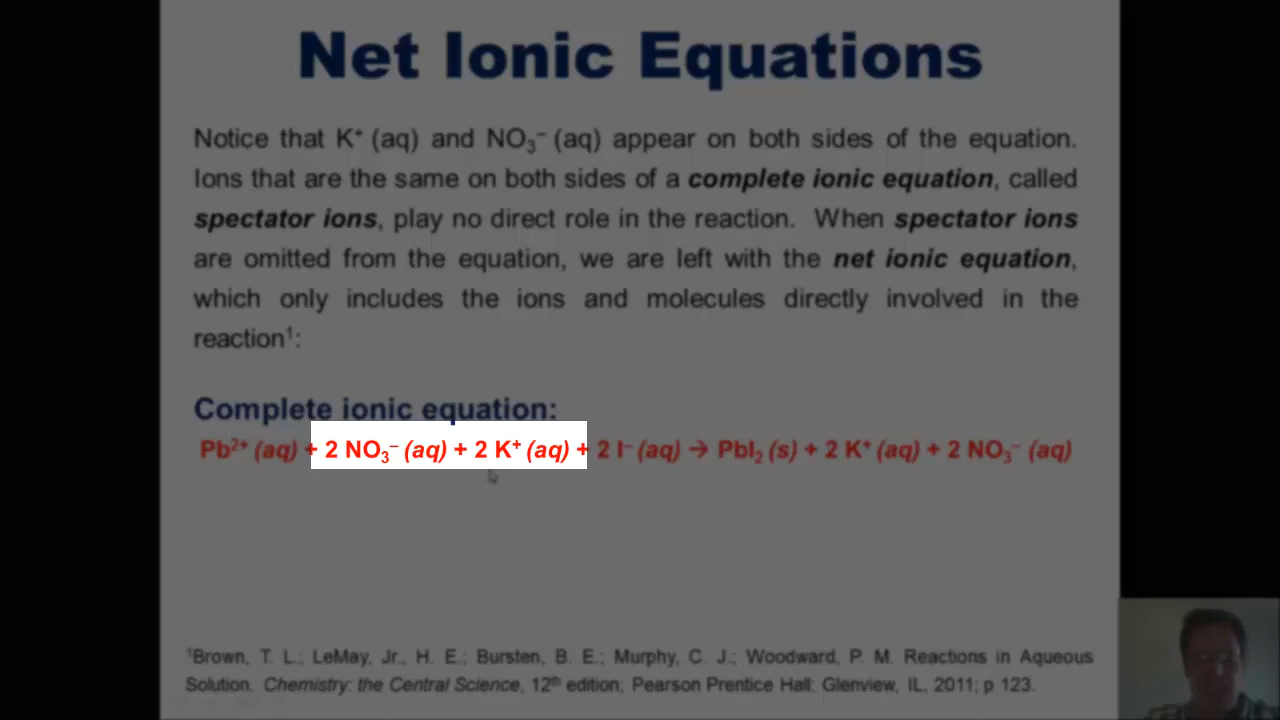 Net Ionic Equations
Notice that K⁺ (aq) and NO₃⁻ (aq) appear on both sides of the equation.
Ions that are the same on both sides of a complete ionic equation, called
spectator ions, play no direct role in the reaction. When spectator ions
are omitted from the equation, we are left with the net ionic equation,
which only includes the ions and molecules directly involved in the
reaction¹:
Complete ionic equation:
Pb²⁺ (aq) + 2 NO₃⁻ (aq) + 2 K⁺ (aq) + 2 I⁻ (aq) → PbI₂ (s) + 2 K⁺ (aq) + 2 NO₃⁻ (aq)
¹Brown, T. L.; LeMay, Jr., H. E.; Bursten, B. E.; Murphy, C. J.; Woodward, P. M. Reactions in Aqueous
Solution. Chemistry: the Central Science, 12th edition; Pearson Prentice Hall: Glenview, IL, 2011; p 123.